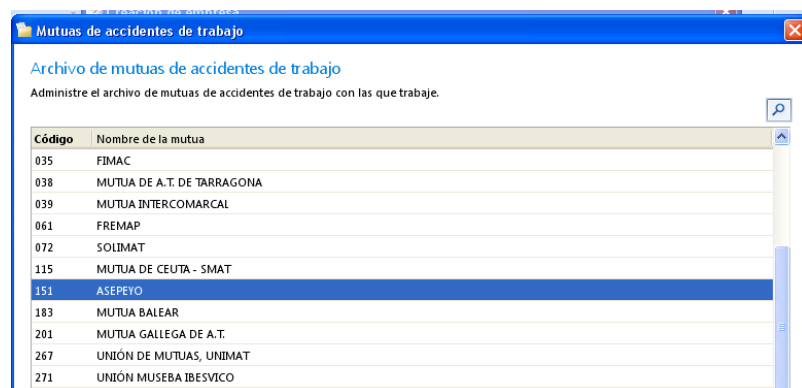 Creación de empresa
Mutuas de accidentes de trabajo
Archivo de mutuas de accidentes de trabajo
Administre el archivo de mutuas de accidentes de trabajo con las que trabaje.
Código Nombre de la mutua
035 FIMAC
038 MUTUA DE A.T. DE TARRAGONA
039 MUTUA INTERCOMARCAL
061 FREMAP
072 SOLIMAT
115 MUTUA DE CEUTA - SMAT
151 ASEPEYO
183 MUTUA BALEAR
201 MUTUA GALLEGA DE A.T.
267 UNIÓN DE MUTUAS, UNIMAT
271 UNIÓN MUSEBA IBESVICO